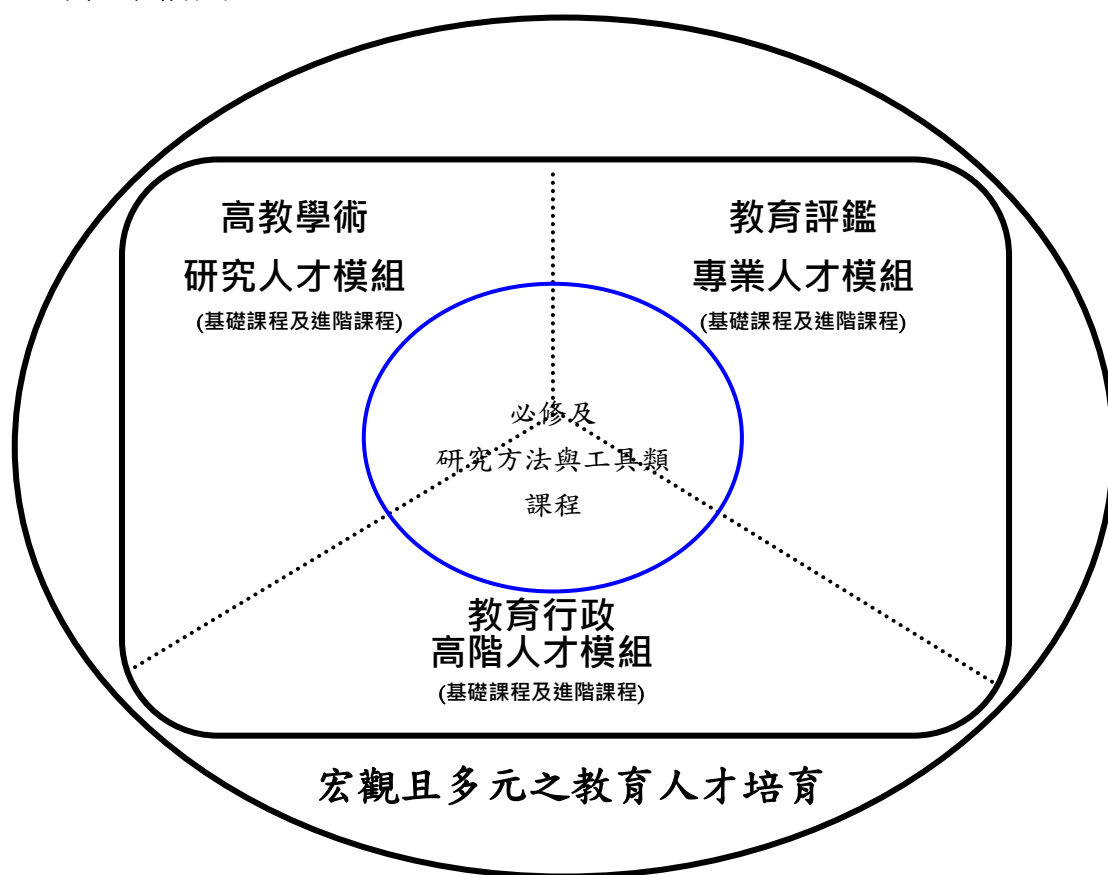 高教學術
研究人才模組
(基礎課程及進階課程)
教育評鑑
專業人才模組
(基礎課程及進階課程)
必修及
研究方法與工具類
課程
教育行政
高階人才模組
(基礎課程及進階課程)
宏觀且多元之教育人才培育